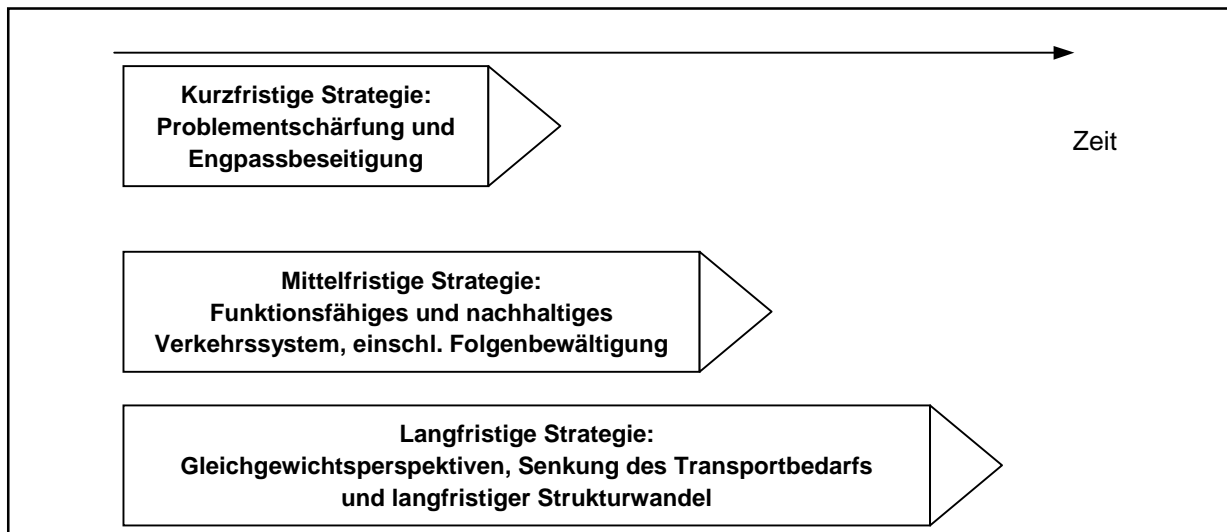 Kurzfristige Strategie:
Problementschärfung und
Engpassbeseitigung
Zeit
Mittelfristige Strategie:
Funktionsfähiges und nachhaltiges
Verkehrssystem, einschl. Folgenbewältigung
Langfristige Strategie:
Gleichgewichtsperspektiven, Senkung des Transportbedarfs
und langfristiger Strukturwandel